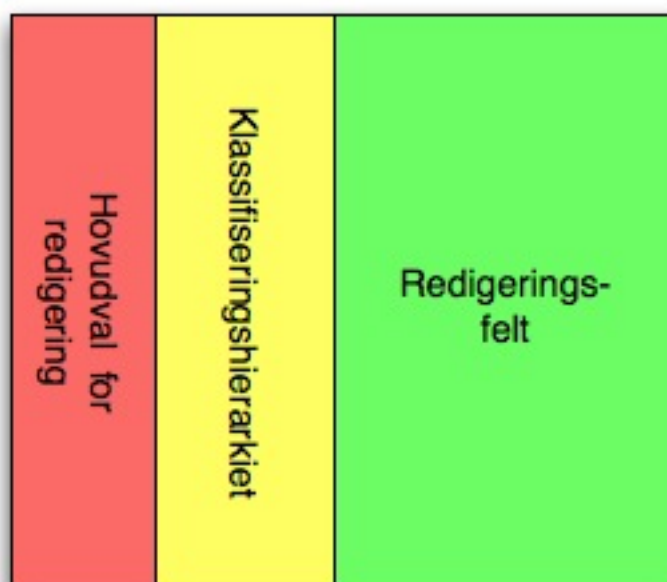 Hovudval for
redigering
Klassifiseringshierarkiet
Redigerings-
felt